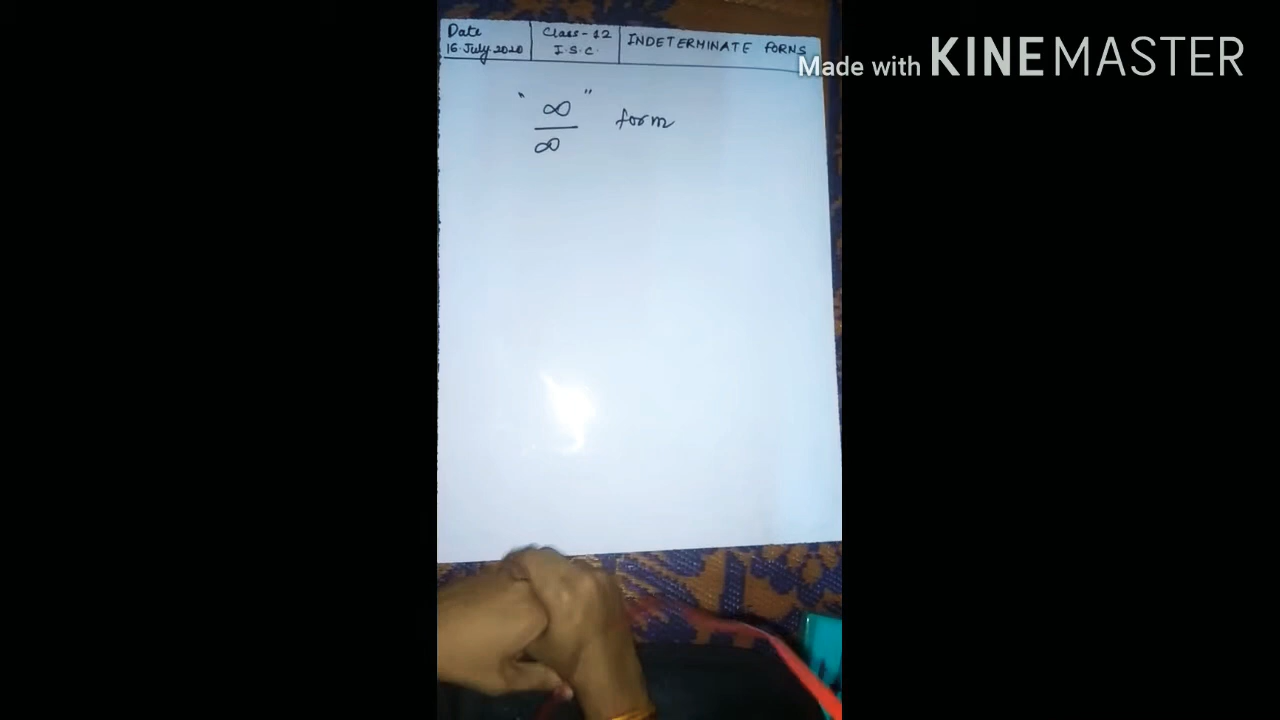 Date
16 July 2020
Class - 12
I.S.C.
INDETERMINATE FORMS
Made with KINEMASTER
" ∞ " form
∞